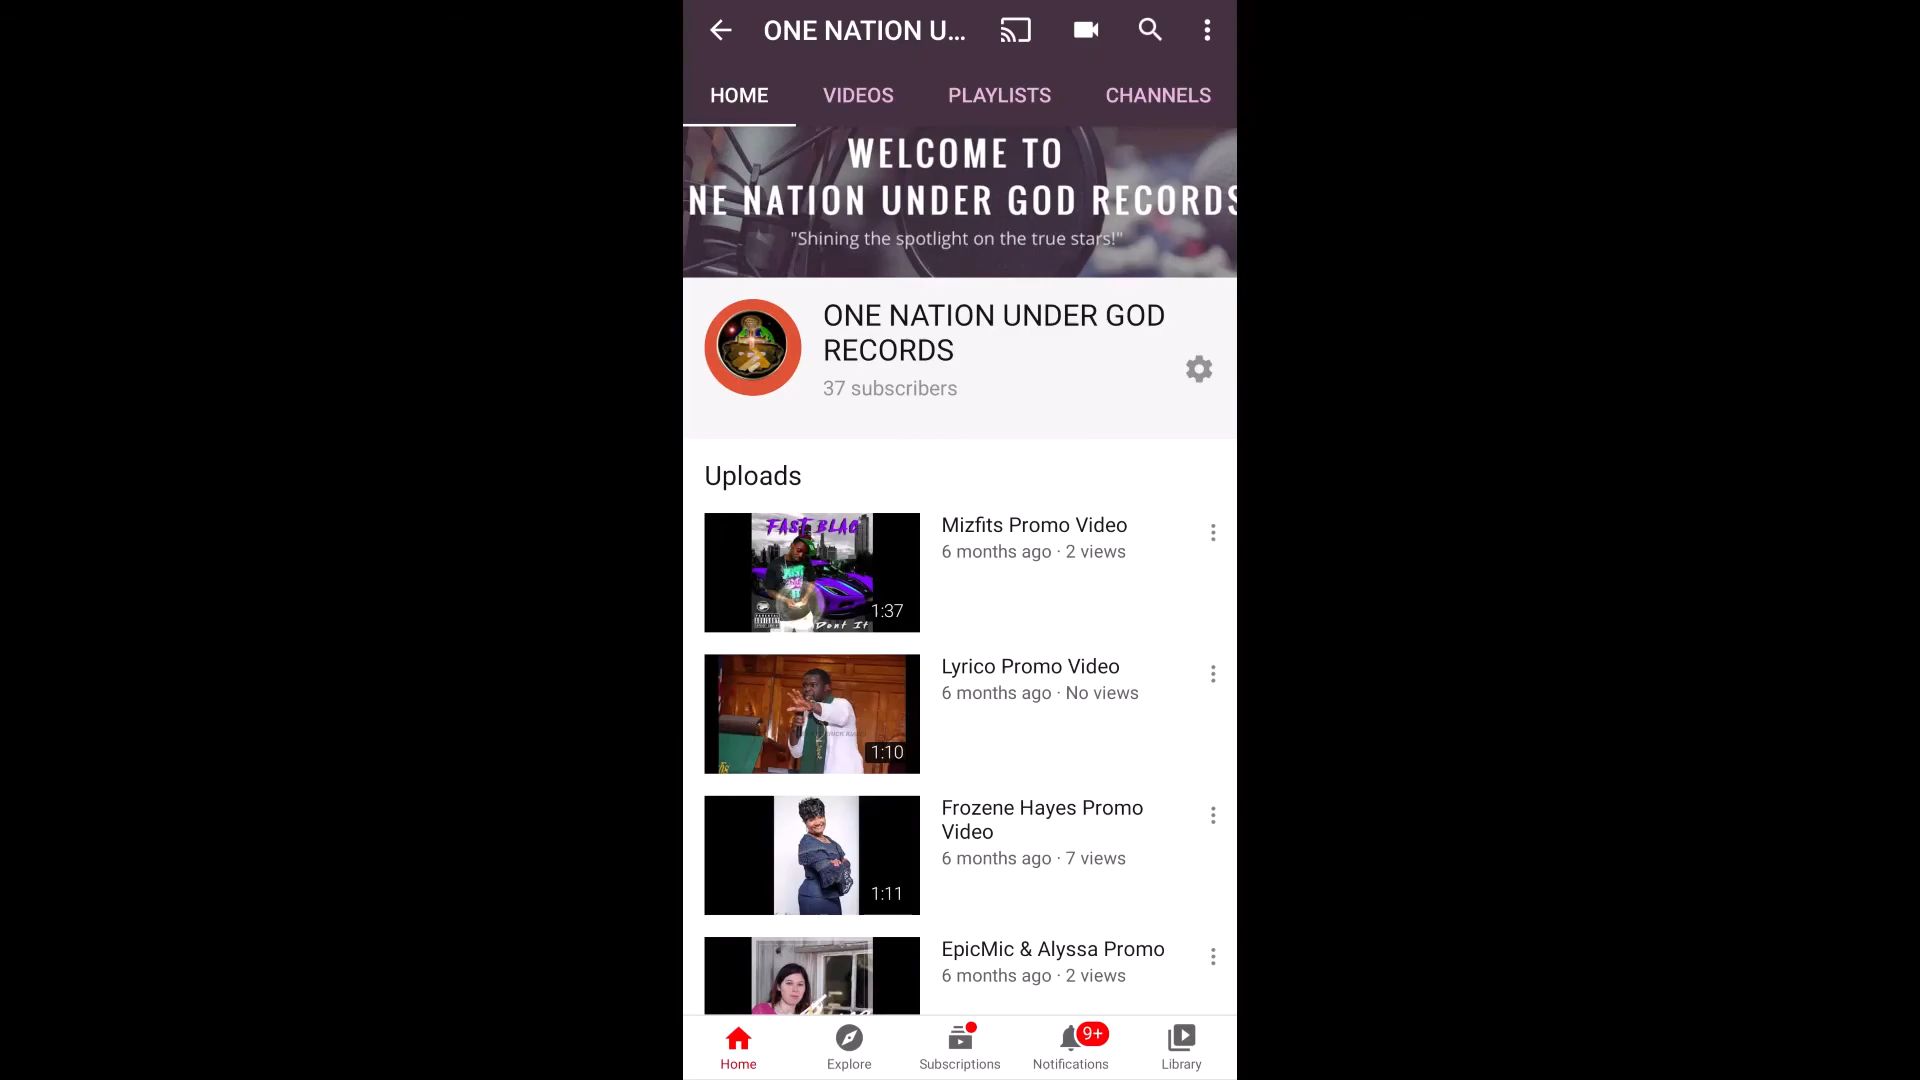 ONE NATION U...
HOME VIDEOS PLAYLISTS CHANNELS
WELCOME TO
NE NATION UNDER GOD RECORDS
"Shining the spotlight on the true stars!"
ONE NATION UNDER GOD
RECORDS
37 subscribers
Uploads
FAST BLAC
Dont It
1:37
Mizfits Promo Video
6 months ago · 2 views
1:10
Lyrico Promo Video
6 months ago · No views
1:11
Frozene Hayes Promo
Video
6 months ago · 7 views
EpicMic & Alyssa Promo
6 months ago · 2 views
9+
Home Explore Subscriptions Notifications Library